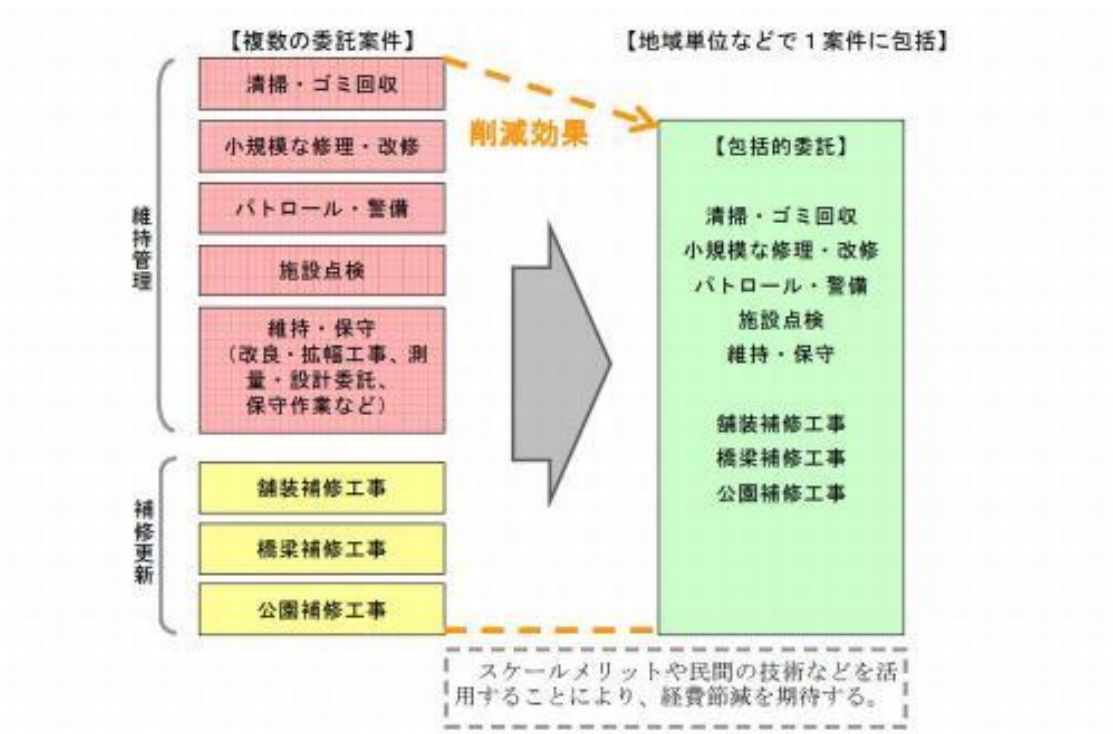 【複数の委託案件】
清掃・ゴミ回収
小規模な修理・改修
パトロール・警備
施設点検
維持・保守
（改良・拡幅工事、測
量・設計委託、
保守作業など）
維持管理
舗装補修工事
橋梁補修工事
公園補修工事
補修更新
削減効果
【地域単位などで１案件に包括】
【包括的委託】
清掃・ゴミ回収
小規模な修理・改修
パトロール・警備
施設点検
維持・保守
舗装補修工事
橋梁補修工事
公園補修工事
スケールメリットや民間の技術などを活
用することにより、経費節減を期待する。